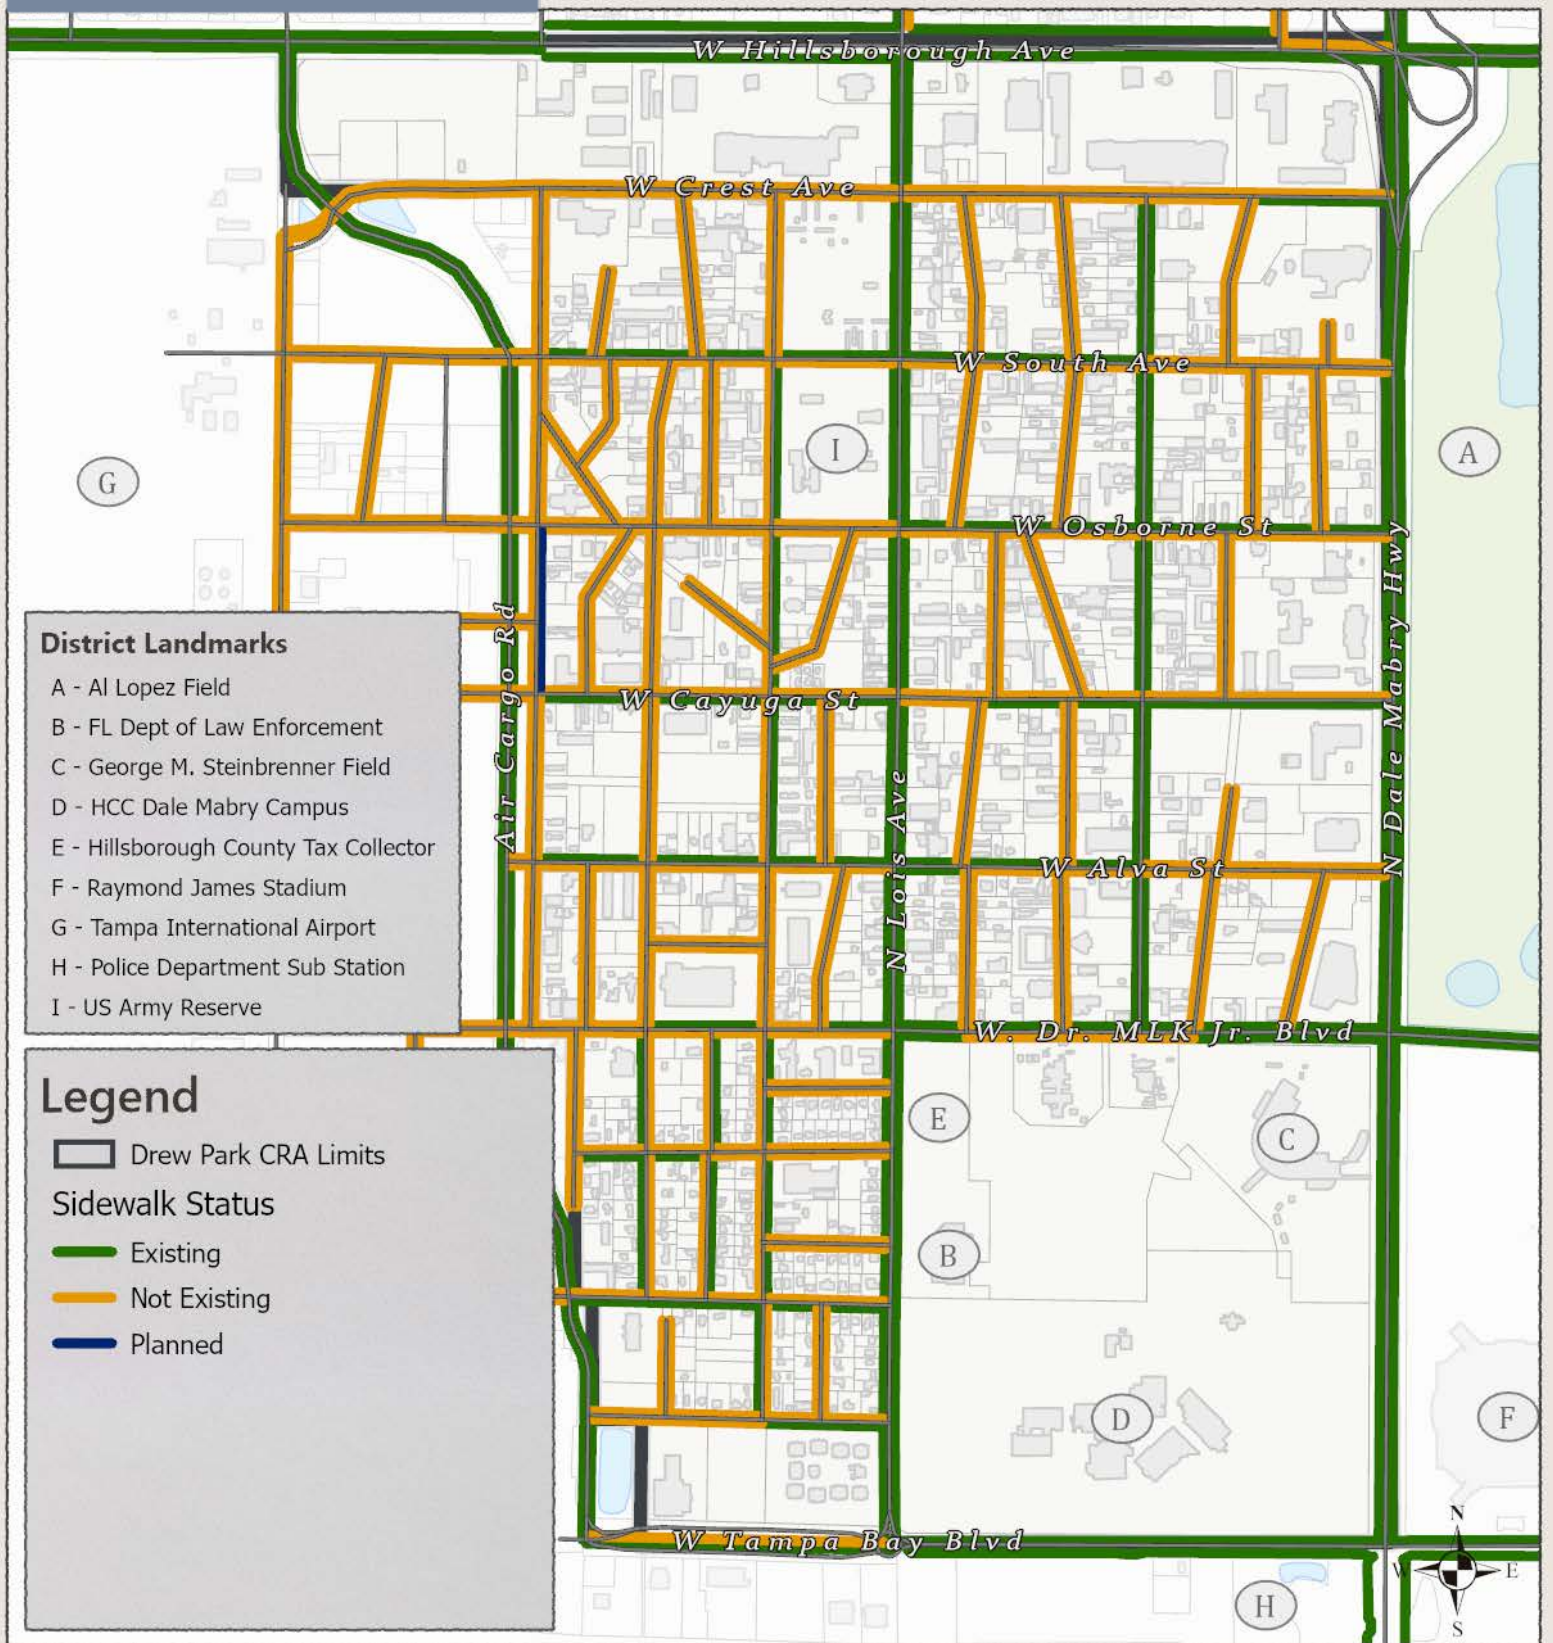 W Hillsborough Ave
W Crest Ave
W South Ave
I
A
G
W Osborne St
N Dale Mabry Hwy
Air Cargo Rd
District Landmarks
A - Al Lopez Field
B - FL Dept of Law Enforcement
C - George M. Steinbrenner Field
D - HCC Dale Mabry Campus
E - Hillsborough County Tax Collector
F - Raymond James Stadium
G - Tampa International Airport
H - Police Department Sub Station
I - US Army Reserve
W Cayuga St
N Lois Ave
W Alva St
W. Dr. MLK Jr. Blvd
E
C
B
D
F
Legend
Drew Park CRA Limits
Sidewalk Status
Existing
Not Existing
Planned
W Tampa Bay Blvd
H
N
W E
S